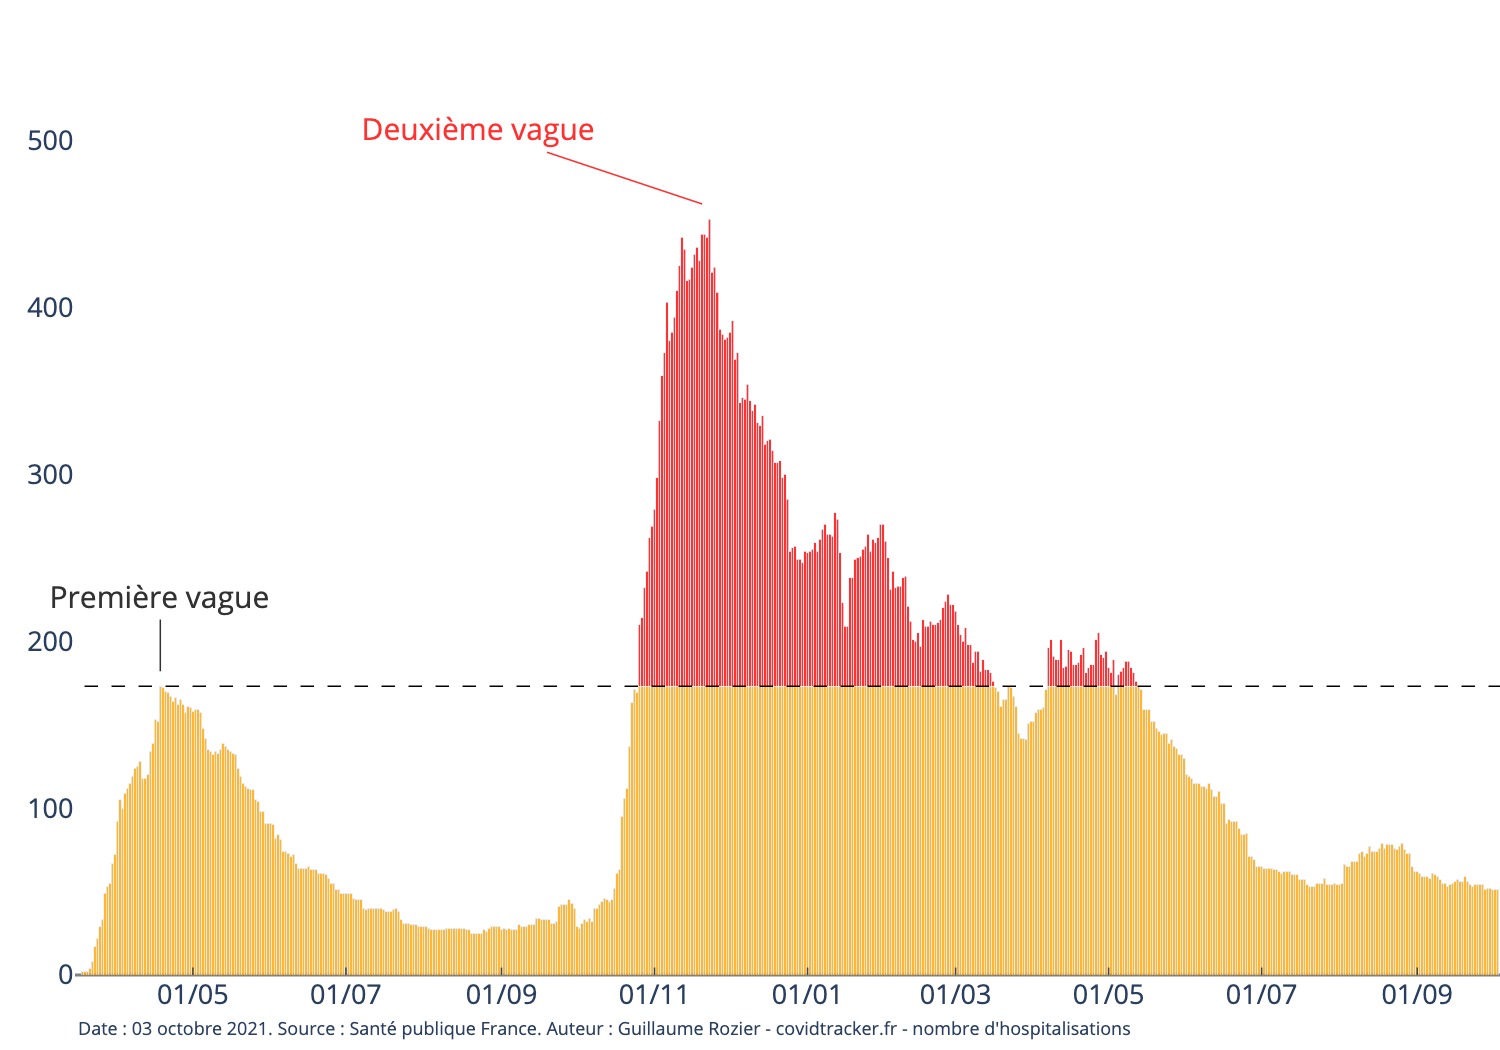 Deuxième vague
500
400
300
Première vague
200
100
0
01/05 01/07 01/09 01/11 01/01 01/03 01/05 01/07 01/09
Date : 03 octobre 2021. Source : Santé publique France. Auteur : Guillaume Rozier - covidtracker.fr - nombre d'hospitalisations